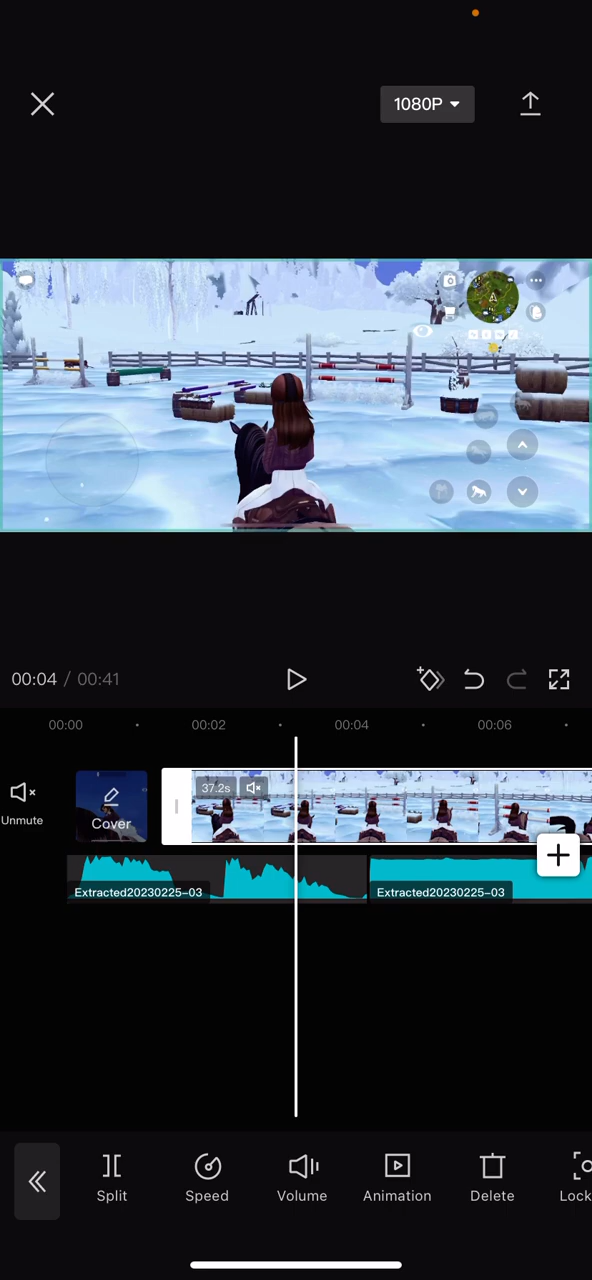 1080P
00:04 / 00:41
00:00
00:02
00:04
00:06
Unmute
Cover
37.2s
Extracted20230225-03
Extracted20230225-03
Split
Speed
Volume
Animation
Delete
Lock